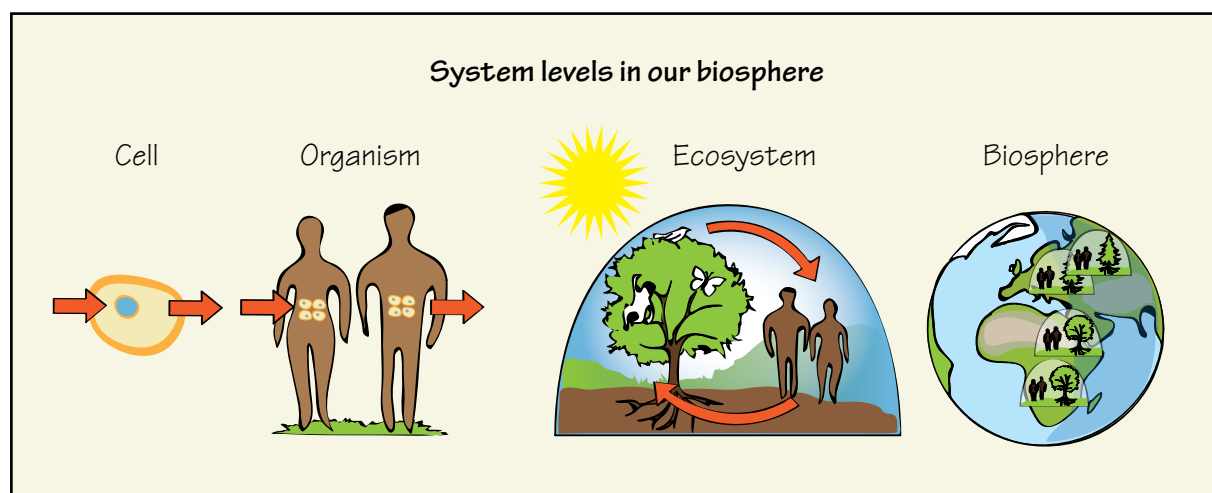 System levels in our biosphere
Cell
Organism
Ecosystem
Biosphere